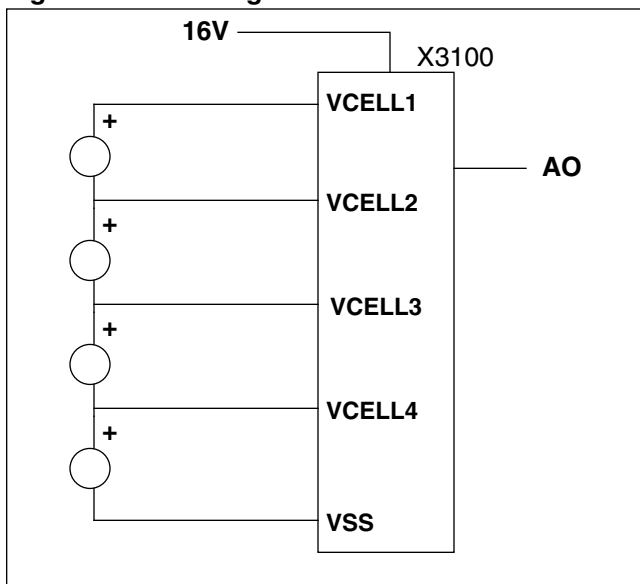 16V
X3100
VCELL1
+
AO
VCELL2
+
VCELL3
+
VCELL4
+
VSS